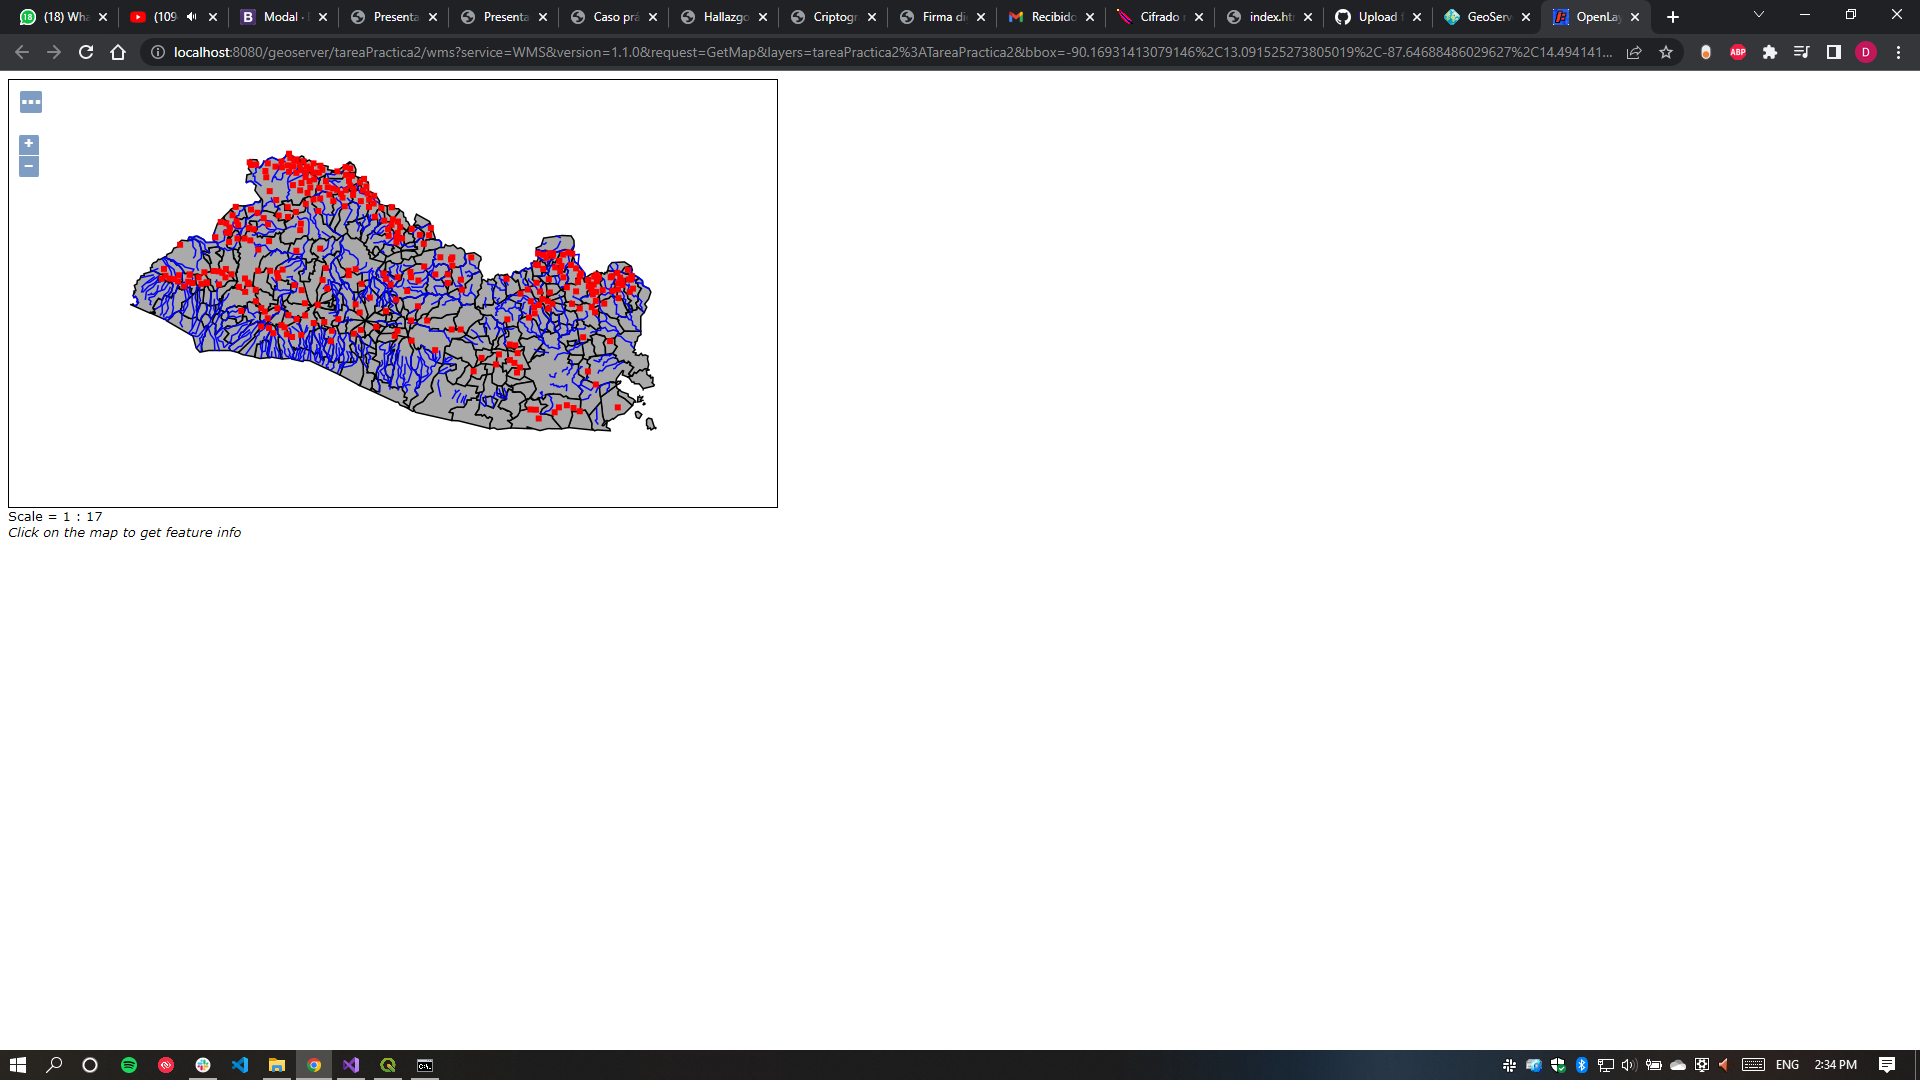 (18) Wha
(109
Modal ·
Presenta
Presenta
Caso prá
Hallazgo
Criptogr
Firma di
Recibido
Cifrado
index.ht
Upload
GeoServ
OpenLay
localhost:8080/geoserver/tareaPractica2/wms?service=WMS&version=1.1.0&request=GetMap&layers=tareaPractica2%3ATareaPractica2&bbox=-90.16931413079146%2C13.091525273805019%2C-87.64688486029627%2C14.494141...
ABP
D
+
−
Scale = 1 : 17
Click on the map to get feature info
ENG
2:34 PM